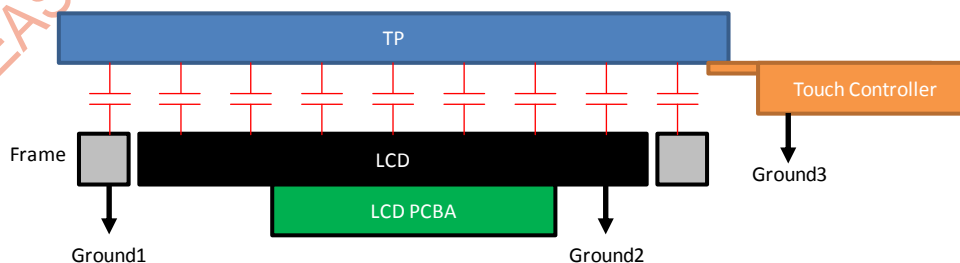 TP
Touch Controller
Frame
LCD
Ground3
LCD PCBA
Ground1
Ground2